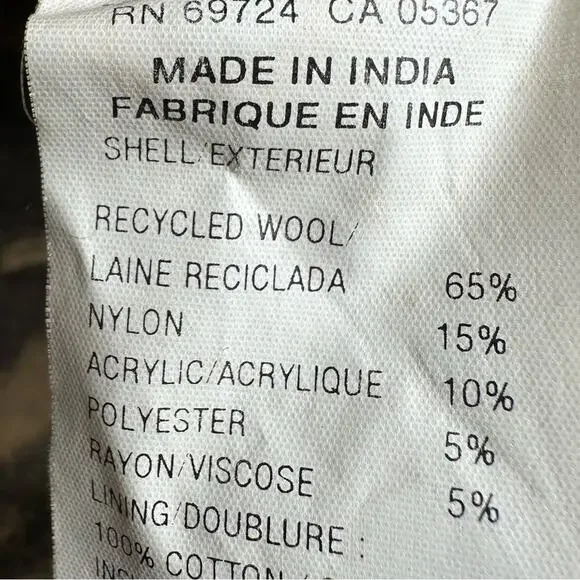 RN 69724 CA 05367
MADE IN INDIA
FABRIQUE EN INDE
SHELL/EXTERIEUR
RECYCLED WOOL/
LAINE RECICLADA 65%
NYLON 15%
ACRYLIC/ACRYLIQUE 10%
POLYESTER 5%
RAYON/VISCOSE 5%
LINING/DOUBLURE :
100% COTTON /